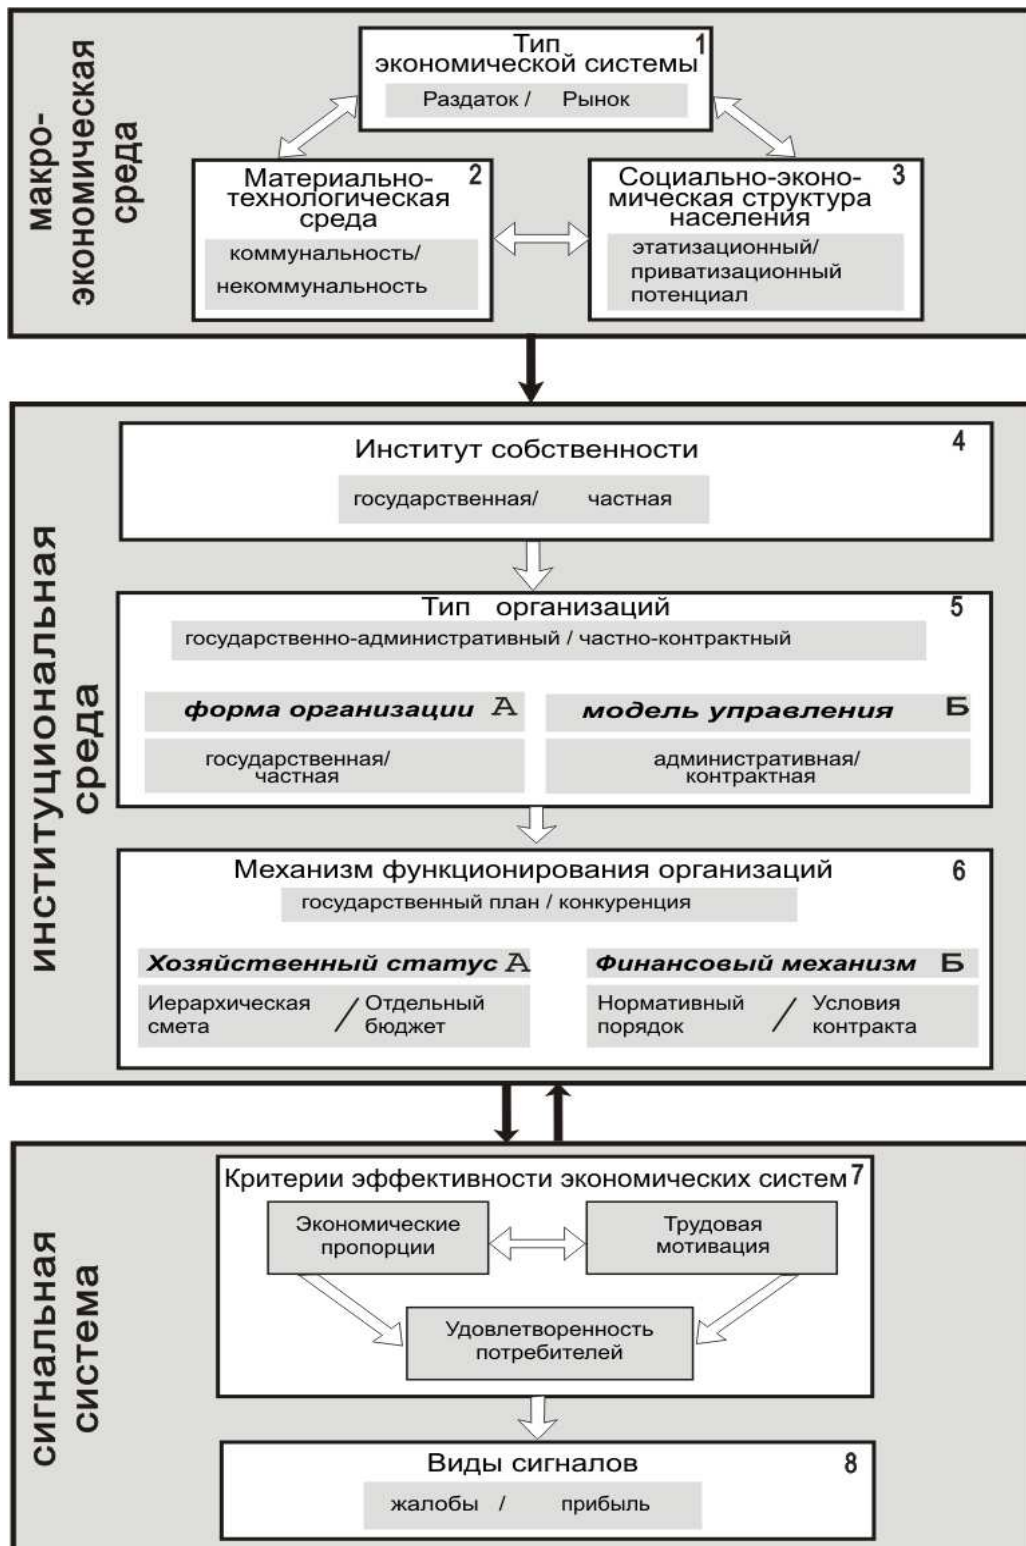 макро-
экономическая
среда
Тип 1
экономической системы
Раздаток / Рынок
Материально- 2
технологическая
среда
коммунальность/
некоммунальность
Социально-эконо- 3
мическая структура
населения
этатизационный/
приватизационный
потенциал
институциональная
среда
Институт собственности 4
государственная/ частная
Тип организаций 5
государственно-административный / частно-контрактный
форма организации А
государственная/
частная
модель управления Б
административная/
контрактная
Механизм функционирования организаций 6
государственный план / конкуренция
Хозяйственный статус А
Иерархическая / Отдельный
смета бюджет
Финансовый механизм Б
Нормативный / Условия
порядок контракта
сигнальная
система
Критерии эффективности экономических систем 7
Экономические
пропорции
Трудовая
мотивация
Удовлетворенность
потребителей
Виды сигналов 8
жалобы / прибыль